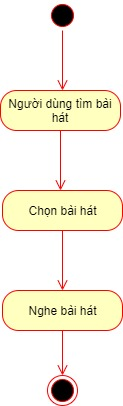 Người dùng tìm bài
hát
Chọn bài hát
Nghe bài hát